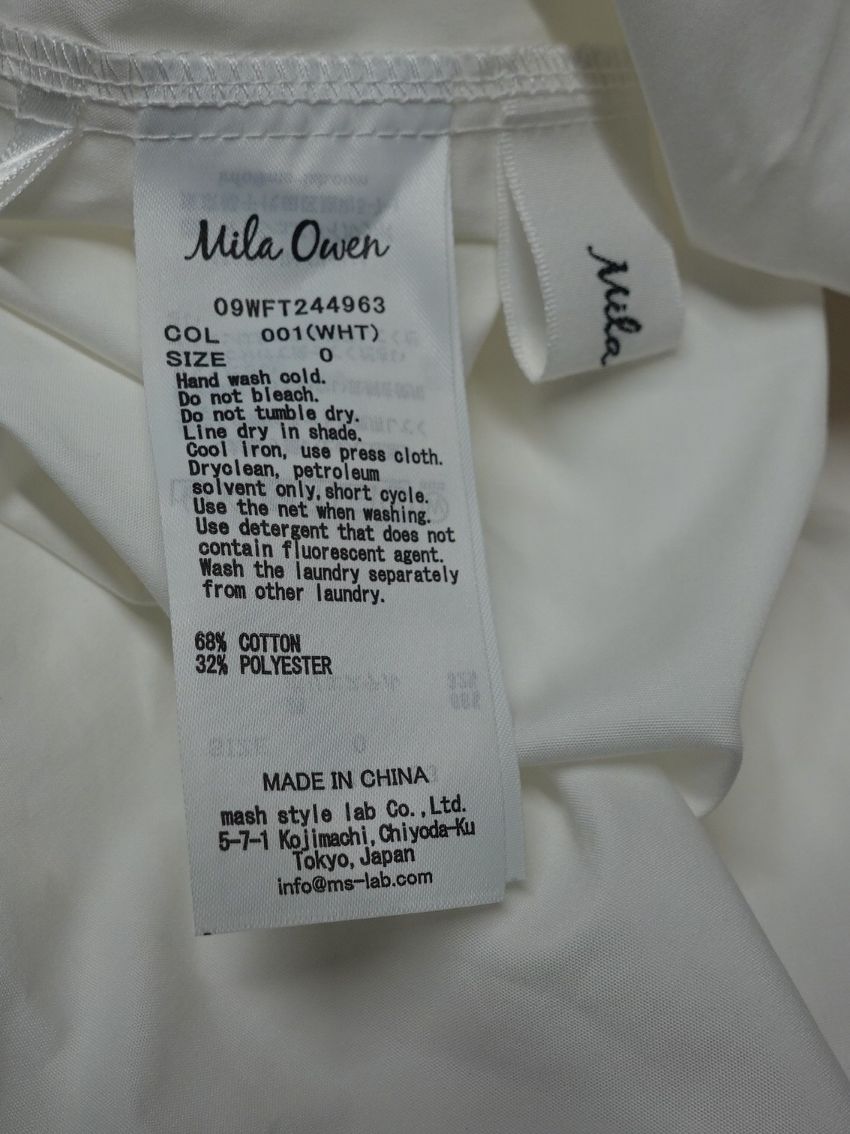 Mila Owen
09WFT244963
COL 001(WHT)
SIZE 0
Hand wash cold.
Do not bleach.
Do not tumble dry.
Line dry in shade.
Cool iron, use press cloth.
Dryclean, petroleum
solvent only, short cycle.
Use the net when washing.
Use detergent that does not
contain fluorescent agent.
Wash the laundry separately
from other laundry.
68% COTTON
32% POLYESTER
MADE IN CHINA
mash style lab Co.,Ltd.
5-7-1 Kojimachi,Chiyoda-Ku
Tokyo,Japan
info@ms-lab.com
Mila